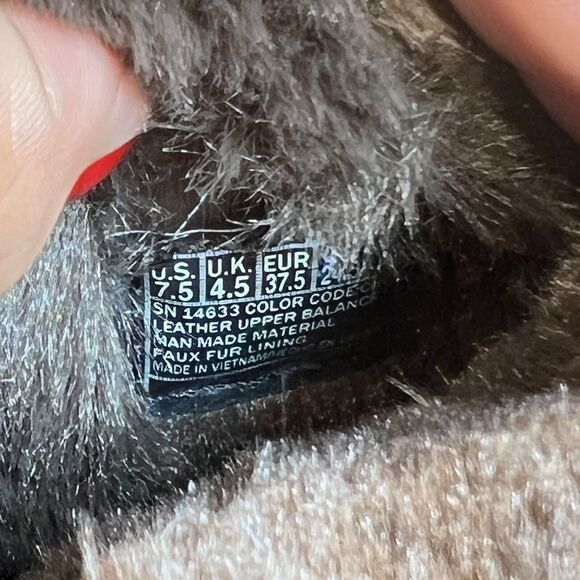 U.S. U.K. EUR
7.5 4.5 37.5 2
SN 14633 COLOR CODE
LEATHER UPPER BALANCE
MAN MADE MATERIAL
FAUX FUR LINING
MADE IN VIETNAM